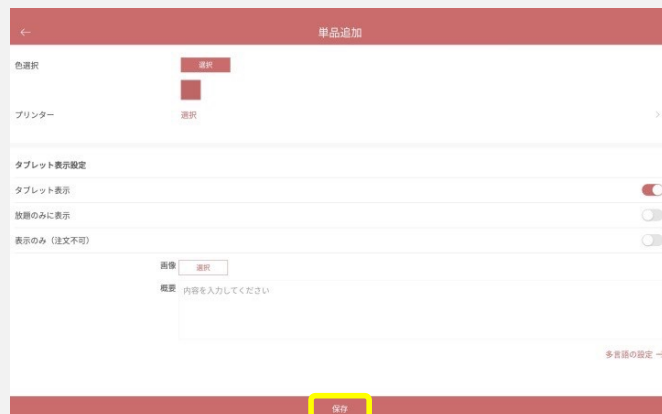 ←
単品追加
色選択 選択
プリンター 選択 >
タブレット表示設定
タブレット表示
放題のみに表示
表示のみ（注文不可）
画像 選択
概要 内容を入力してください
多言語の設定 →
保存